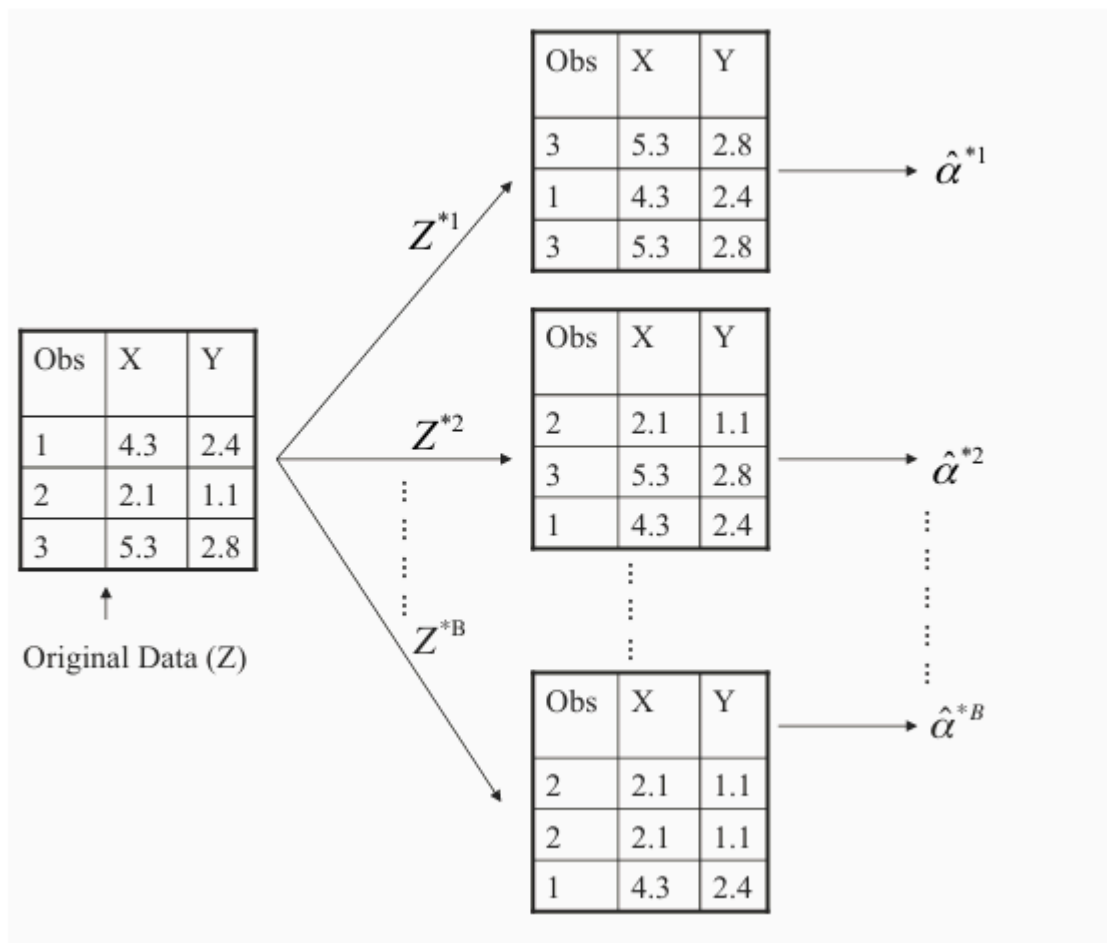 Obs X Y
3 5.3 2.8
1 4.3 2.4
3 5.3 2.8
α̂*1
Z*1
Obs X Y
1 4.3 2.4
2 2.1 1.1
3 5.3 2.8
Original Data (Z)
Z*2
Obs X Y
2 2.1 1.1
3 5.3 2.8
1 4.3 2.4
α̂*2
Z*B
Obs X Y
2 2.1 1.1
2 2.1 1.1
1 4.3 2.4
α̂*B